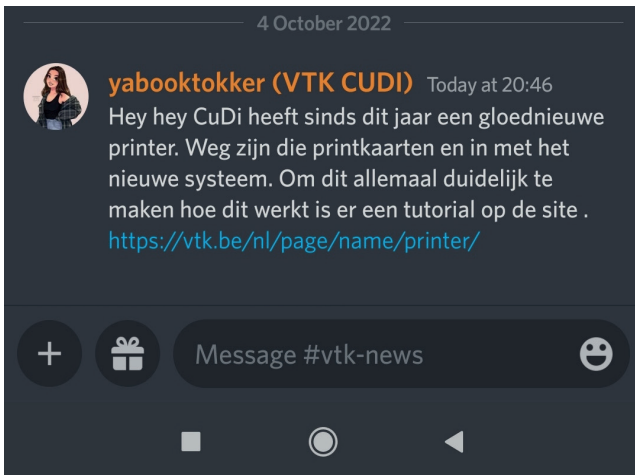 4 October 2022
yabooktokker (VTK CUDI) Today at 20:46
Hey hey CuDi heeft sinds dit jaar een gloednieuwe
printer. Weg zijn die printkaarten en in met het
nieuwe systeem. Om dit allemaal duidelijk te
maken hoe dit werkt is er een tutorial op de site .
https://vtk.be/nl/page/name/printer/
Message #vtk-news